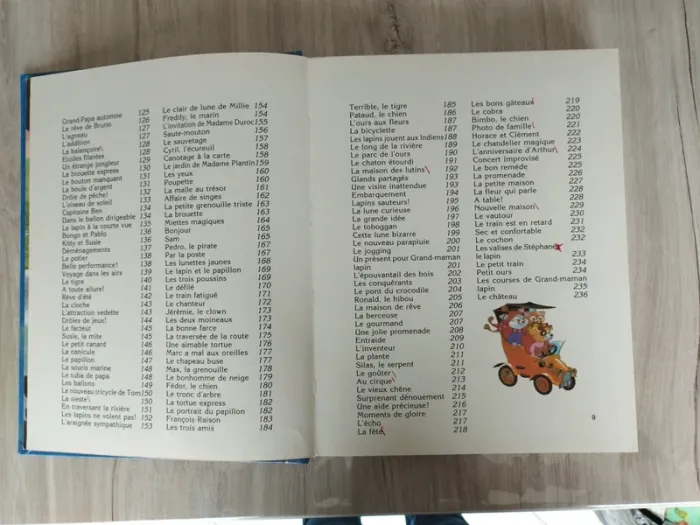 Grand-Papa automne 125
Le rêve de Bruno 126
L'agneau 127
L'addition 127
La balançoire 128
Etoiles filantes 128
Un étrange jongleur 129
La brouette express 130
Le bouton manquant 131
La boule d'argent 131
Drôle de pêche! 132
L'oiseau de soleil 133
Capitaine Ben 134
Dans le ballon dirigeable 134
Le lapin à la courte vue 135
Bongo et Pablo
Kitty et Susie
Déménagements
Le potier 138
Belle performance! 139
Voyage dans les airs 139
Le tigre 140
A toute allure! 141
Rêve d'été 142
La cloche
L'attraction vedette 143
Drôles de jeux!
Le facteur 145
Susie, la mite
Le petit canard 146
La canicule 146
Le papillon 147
La souris marine 148
Le tuba de papa 148
Les ballons 149
Le nouveau tricycle de Tom 150
La sieste 150
En traversant la rivière 151
Les lapins ne volent pas! 152
L'araignée sympathique 153
Le clair de lune de Millie 154
Freddy, le marin 154
L'invitation de Madame Duroc 155
Saute-mouton 156
Le sauvetage 157
Cyril, l'écureuil 158
Canotage à la carte 158
Le jardin de Madame Plantin 159
Les yeux 160
Poupette 160
La malle au trésor 161
Affaire de singes 162
La petite grenouille triste 163
La brouette 163
Miettes magiques 164
Bonjour 165
Sam 166
Pedro, le pirate 167
Par la poste 167
Les lunettes jaunes 168
Le lapin et le papillon 169
Les trois poussins 169
Le défilé 170
Le train fatigué 171
Le chanteur 172
Jérémie, le clown 173
Les deux moineaux 173
La bonne farce 174
La traversée de la route 175
Une aimable tortue 176
Marc a mal aux oreilles 177
Le chapeau buse 177
Max, la grenouille 178
Le bonhomme de neige 179
Fédor, le chien 180
Le tronc d'arbre 181
La tortue express 182
Le portrait du papillon 182
François Raison 183
Les trois amis 184
Terrible, le tigre 185
Pataud, le chien 186
L'ours aux fleurs 187
La bicyclette 187
Les lapins jouent aux Indiens 188
Le long de la rivière 189
Le parc de l'ours 190
Le chaton étourdi 191
La maison des lutins 192
Glands partagés 193
Une visite inattendue 193
Embarquement 194
Lapins sauteurs! 195
La lune curieuse 196
La grande idée 197
Le toboggan 198
Cette lune bizarre 199
Le nouveau parapluie 200
Le jogging 201
Un présent pour Grand-maman
lapin 201
L'épouvantail des bois 202
Les conquérants 203
Le pont du crocodile 204
Ronald, le hibou 205
La maison de rêve 206
La berceuse 207
Le gourmand 207
Une jolie promenade 208
Entraide 209
L'inventeur 210
La plante 211
Silas, le serpent 211
Le goûter 212
Au cirque 213
Le vieux chêne 214
Surprenant dénouement 215
Une aide précieuse! 216
Moments de gloire 217
L'écho 217
La fête 218
Les bons gâteaux 219
Le cobra 220
Bimbo, le chien 220
Photo de famille 221
Horace et Clément 222
Le chandelier magique 223
L'anniversaire d'Arthur 224
Concert improvisé 225
Le bon remède 225
La promenade 226
La petite maison 227
La fleur qui parle 228
A table! 228
Nouvelle maison 229
Le vautour 230
Le train est en retard 231
Sec et confortable 232
Le cochon 232
Les valises de Stéphane
le lapin 233
Le petit train 234
Petit ours 234
Les courses de Grand-maman
lapin 235
Le château 236
9